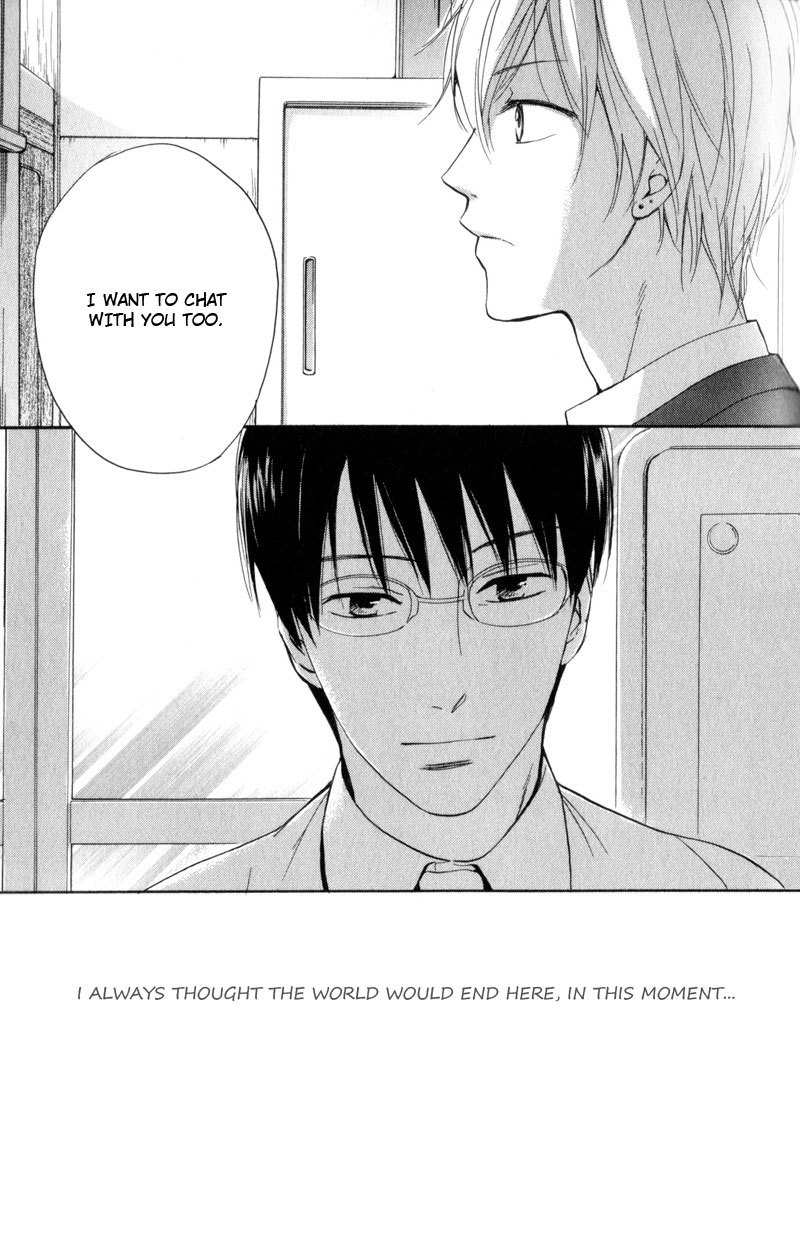 I WANT TO CHAT
WITH YOU TOO.
I ALWAYS THOUGHT THE WORLD WOULD END HERE, IN THIS MOMENT...